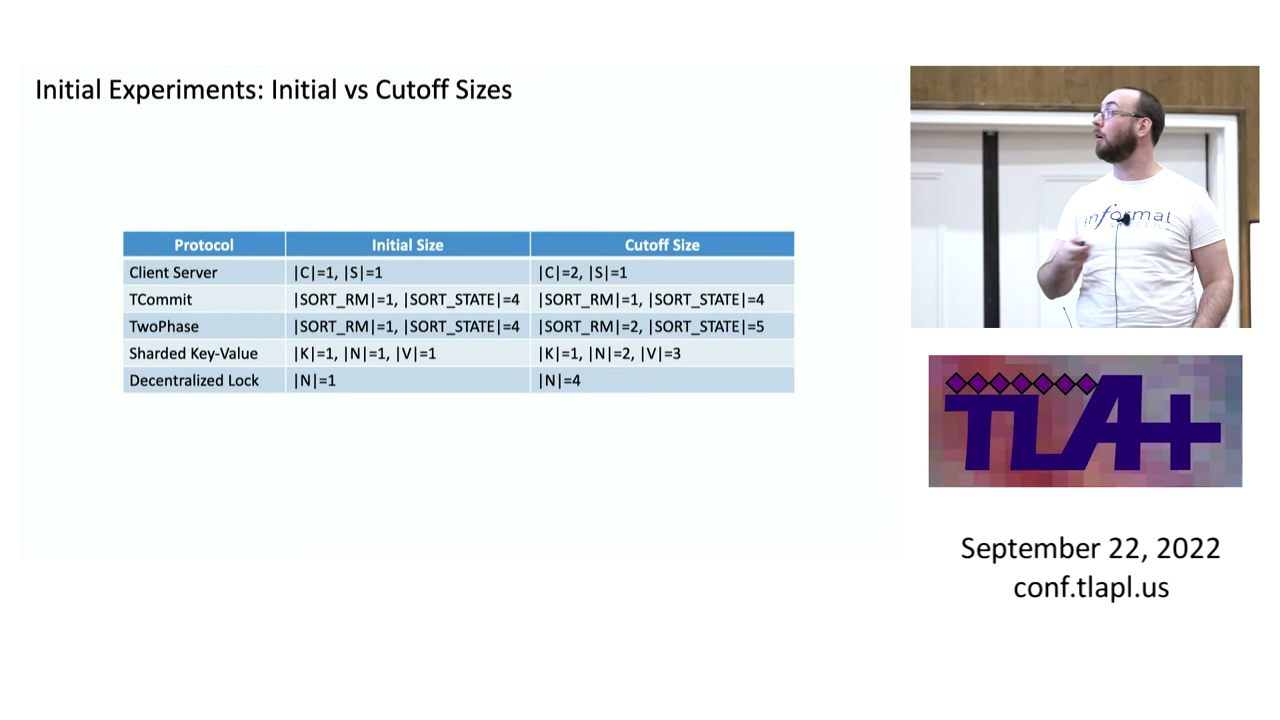 Initial Experiments: Initial vs Cutoff Sizes
Protocol Initial Size Cutoff Size
Client Server |C|=1, |S|=1 |C|=2, |S|=1
TCommit |SORT_RM|=1, |SORT_STATE|=4 |SORT_RM|=1, |SORT_STATE|=4
TwoPhase |SORT_RM|=1, |SORT_STATE|=4 |SORT_RM|=2, |SORT_STATE|=5
Sharded Key-Value |K|=1, |N|=1, |V|=1 |K|=1, |N|=2, |V|=3
Decentralized Lock |N|=1 |N|=4
informal
SYSTEMS
TLA+
September 22, 2022
conf.tlapl.us